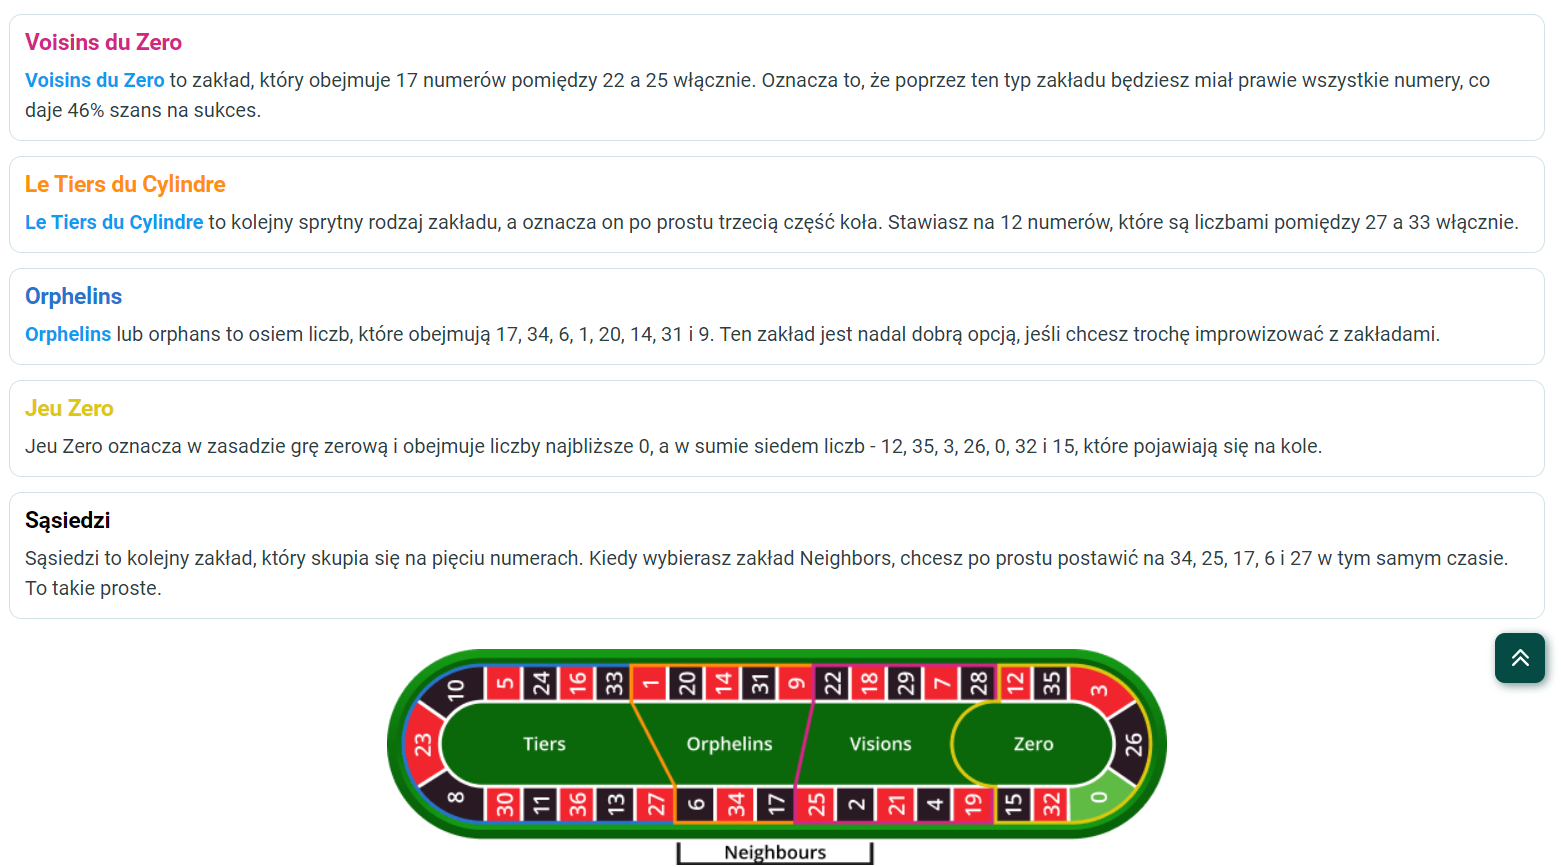 Voisins du Zero
Voisins du Zero to zakład, który obejmuje 17 numerów pomiędzy 22 a 25 włącznie. Oznacza to, że poprzez ten typ zakładu będziesz miał prawie wszystkie numery, co
daje 46% szans na sukces.
Le Tiers du Cylindre
Le Tiers du Cylindre to kolejny sprytny rodzaj zakładu, a oznacza on po prostu trzecią część koła. Stawiasz na 12 numerów, które są liczbami pomiędzy 27 a 33 włącznie.
Orphelins
Orphelins lub orphans to osiem liczb, które obejmują 17, 34, 6, 1, 20, 14, 31 i 9. Ten zakład jest nadal dobrą opcją, jeśli chcesz trochę improwizować z zakładami.
Jeu Zero
Jeu Zero oznacza w zasadzie grę zerową i obejmuje liczby najbliższe 0, a w sumie siedem liczb - 12, 35, 3, 26, 0, 32 i 15, które pojawiają się na kole.
Sąsiedzi
Sąsiedzi to kolejny zakład, który skupia się na pięciu numerach. Kiedy wybierasz zakład Neighbors, chcesz po prostu postawić na 34, 25, 17, 6 i 27 w tym samym czasie.
To takie proste.
10 5 24 16 33 1 20 14 31 9 22 18 29 7 28 12 35 3
23 Tiers Orphelins Visions Zero 26
8 30 11 36 13 27 6 34 17 25 2 21 4 19 15 32 0
Neighbours